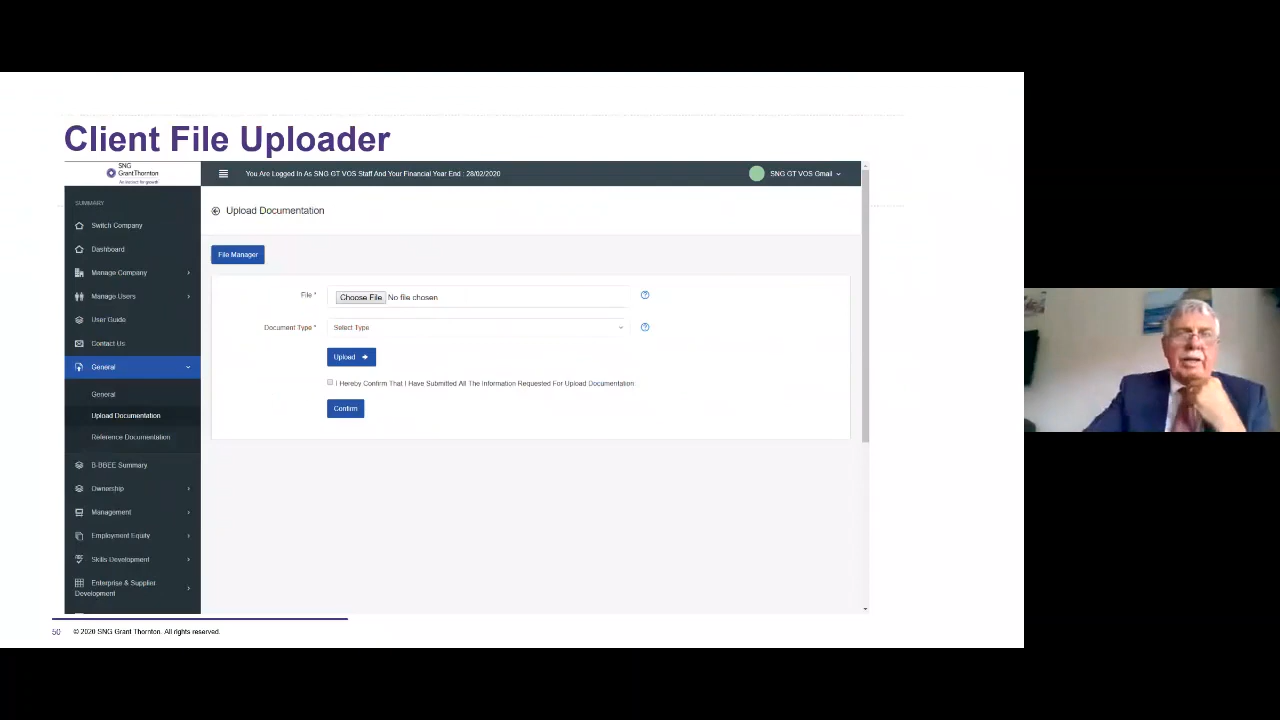 Client File Uploader
SNG
GrantThornton
An instinct for growth
You Are Logged In As SNG GT VOS Staff And Your Financial Year End : 28/02/2020
SNG GT VOS Gmail
SUMMARY
Upload Documentation
Switch Company
Dashboard
File Manager
Manage Company
Manage Users
User Guide
Contact Us
General
General
Upload Documentation
Reference Documentation
B-BBEE Summary
Ownership
Management
Employment Equity
Skills Development
Enterprise & Supplier
Development
File *
Choose File No file chosen
Document Type *
Select Type
Upload
I Hereby Confirm That I Have Submitted All The Information Requested For Upload Documentation
Confirm
50 © 2020 SNG Grant Thornton. All rights reserved.